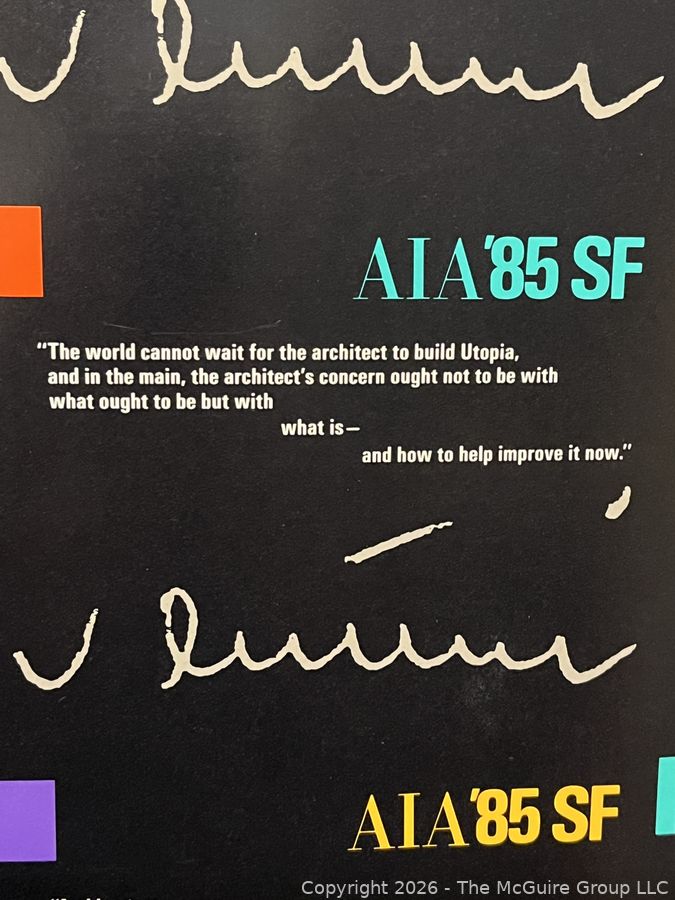 AIA '85 SF
“The world cannot wait for the architect to build Utopia,
and in the main, the architect’s concern ought not to be with
what ought to be but with
what is—
and how to help improve it now.”
AIA '85 SF
Copyright 2026 - The McGuire Group LLC